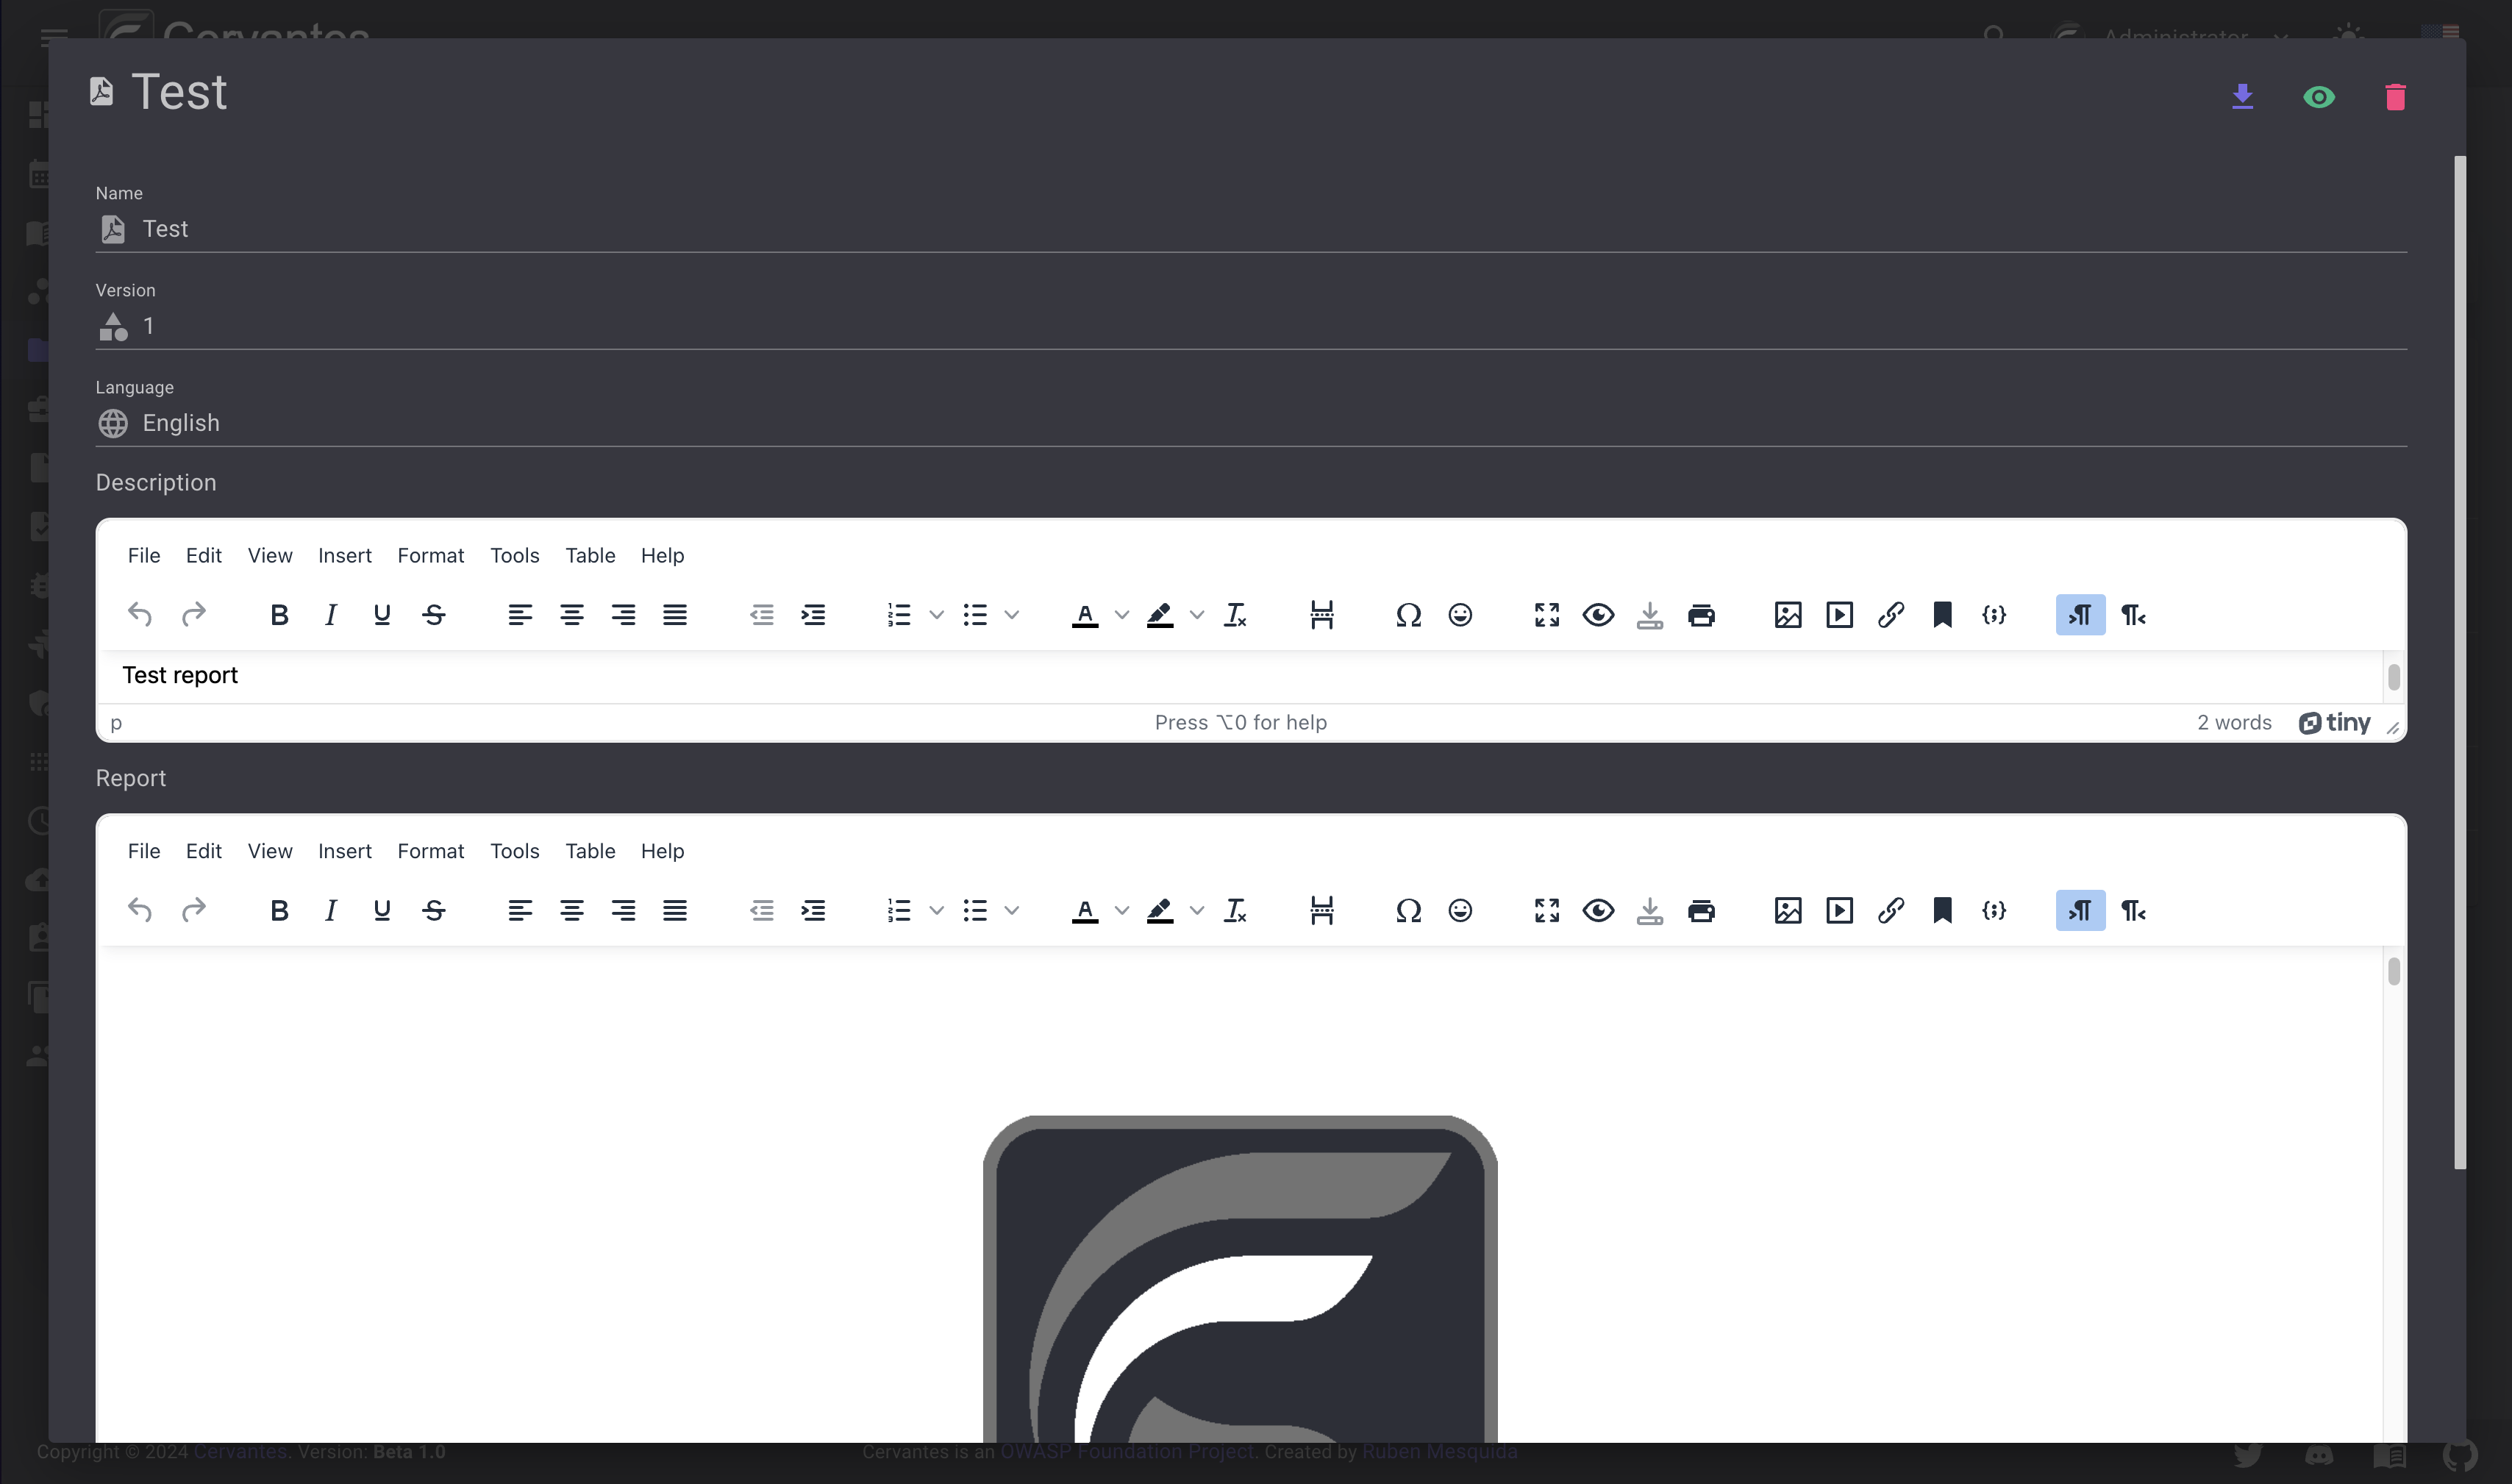 Cervantes
Administrator
Test
Name
Test
Version
1
Language
English
Description
File Edit View Insert Format Tools Table Help
Test report
p Press ⌥0 for help 2 words tiny
Report
File Edit View Insert Format Tools Table Help
Copyright © 2024 Cervantes. Version: Beta 1.0 Cervantes is an OWASP Foundation Project. Created by Ruben Mesquida